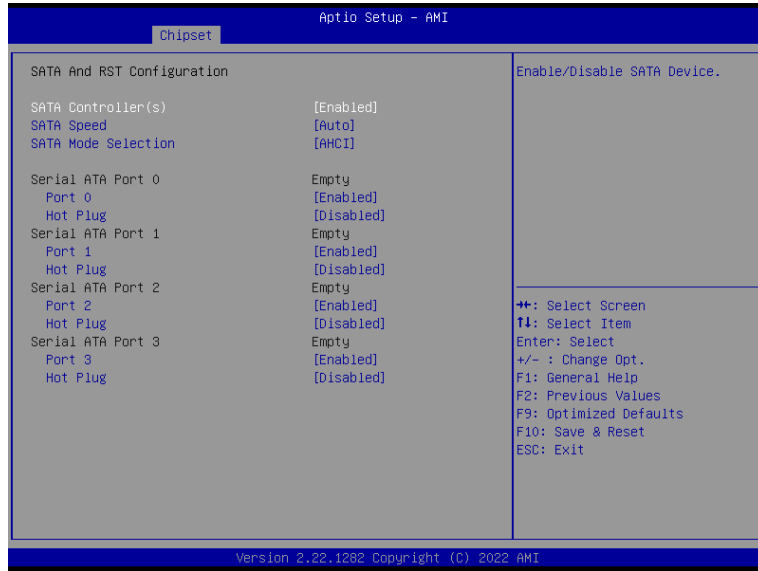 Aptio Setup – AMI
Chipset
SATA And RST Configuration
SATA Controller(s) [Enabled]
SATA Speed [Auto]
SATA Mode Selection [AHCI]
Serial ATA Port 0 Empty
Port 0 [Enabled]
Hot Plug [Disabled]
Serial ATA Port 1 Empty
Port 1 [Enabled]
Hot Plug [Disabled]
Serial ATA Port 2 Empty
Port 2 [Enabled]
Hot Plug [Disabled]
Serial ATA Port 3 Empty
Port 3 [Enabled]
Hot Plug [Disabled]
Enable/Disable SATA Device.
→←: Select Screen
↑↓: Select Item
Enter: Select
+/- : Change Opt.
F1: General Help
F2: Previous Values
F9: Optimized Defaults
F10: Save & Reset
ESC: Exit
Version 2.22.1282 Copyright (C) 2022 AMI